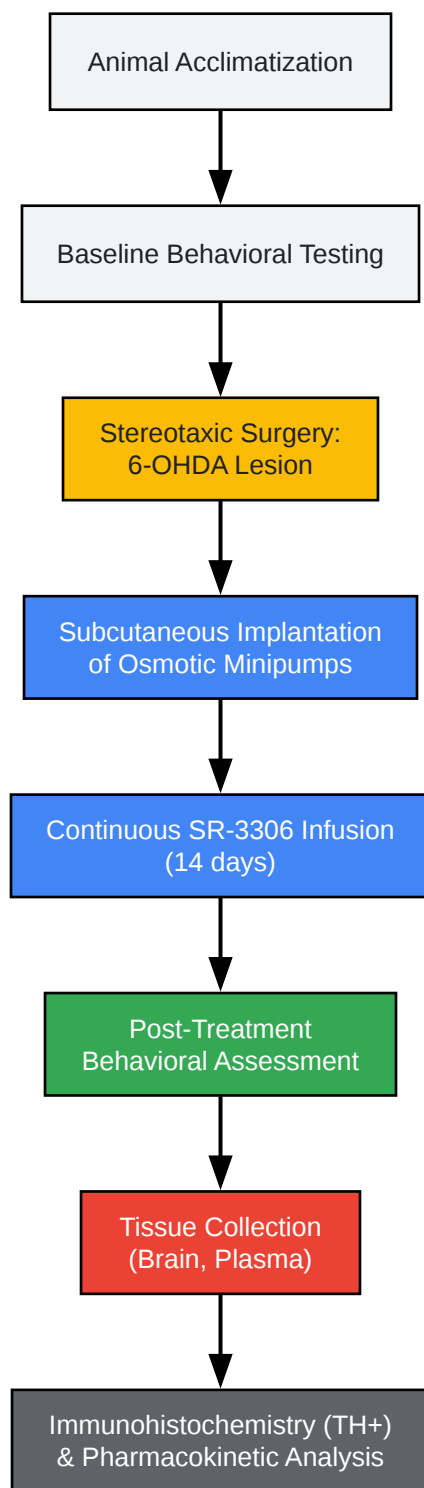 Animal Acclimatization
Baseline Behavioral Testing
Stereotaxic Surgery:
6-OHDA Lesion
Subcutaneous Implantation
of Osmotic Minipumps
Continuous SR-3306 Infusion
(14 days)
Post-Treatment
Behavioral Assessment
Tissue Collection
(Brain, Plasma)
Immunohistochemistry (TH+)
& Pharmacokinetic Analysis